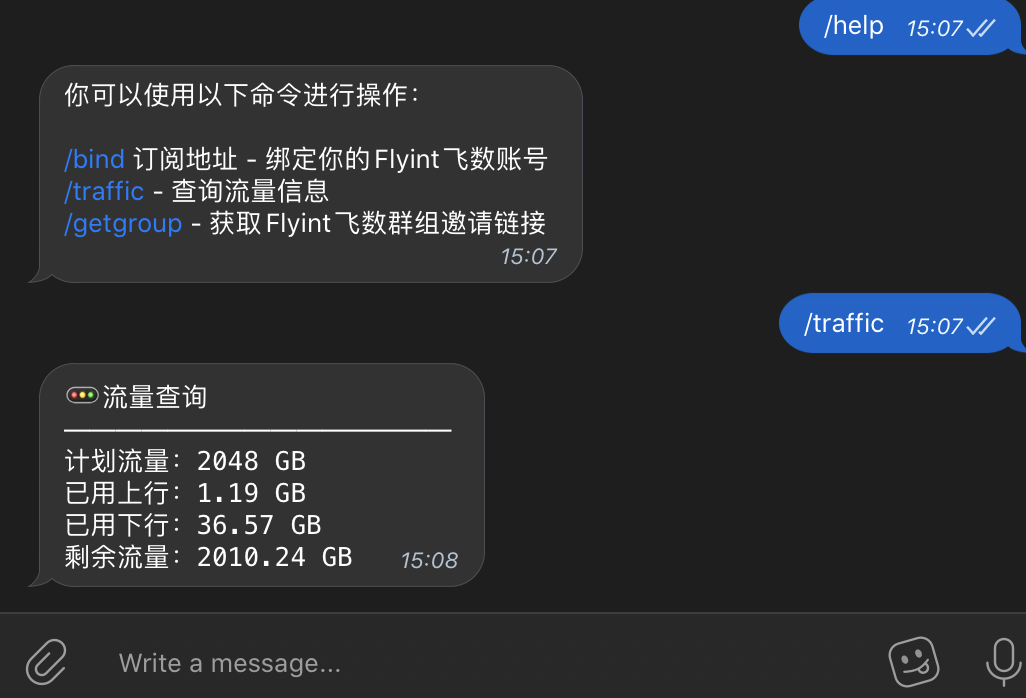 /help 15:07
你可以使用以下命令进行操作：
/bind 订阅地址 - 绑定你的Flyint飞数账号
/traffic - 查询流量信息
/getgroup - 获取Flyint飞数群组邀请链接
15:07
/traffic 15:07
🚥流量查询
———————————————
计划流量：2048 GB
已用上行：1.19 GB
已用下行：36.57 GB
剩余流量：2010.24 GB 15:08
Write a message...